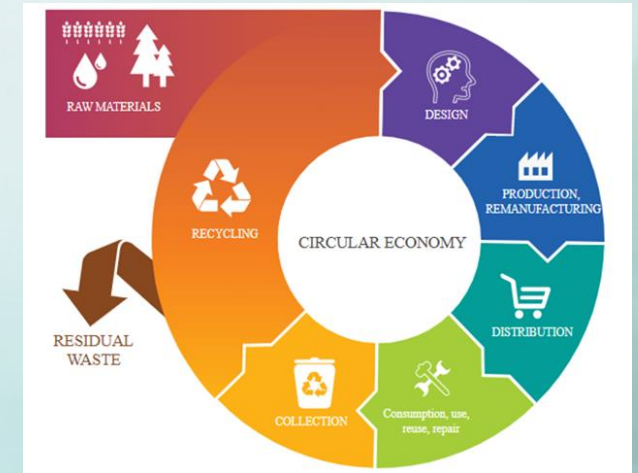 RAW MATERIALS
DESIGN
PRODUCTION,
REMANUFACTURING
RECYCLING
CIRCULAR ECONOMY
DISTRIBUTION
RESIDUAL
WASTE
COLLECTION
Consumption, use,
reuse, repair